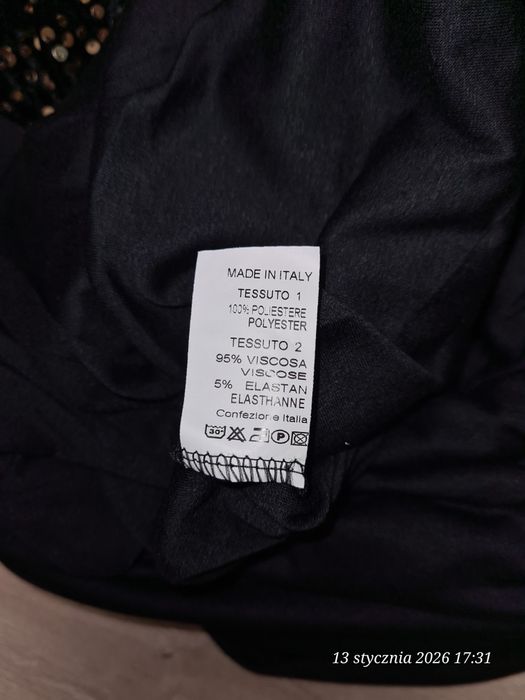 MADE IN ITALY
TESSUTO 1
100% POLIESTERE
POLYESTER
TESSUTO 2
95% VISCOSA
VISCOSE
5% ELASTAN
ELASTHANNE
Confezione Italia
30° P
13 stycznia 2026 17:31